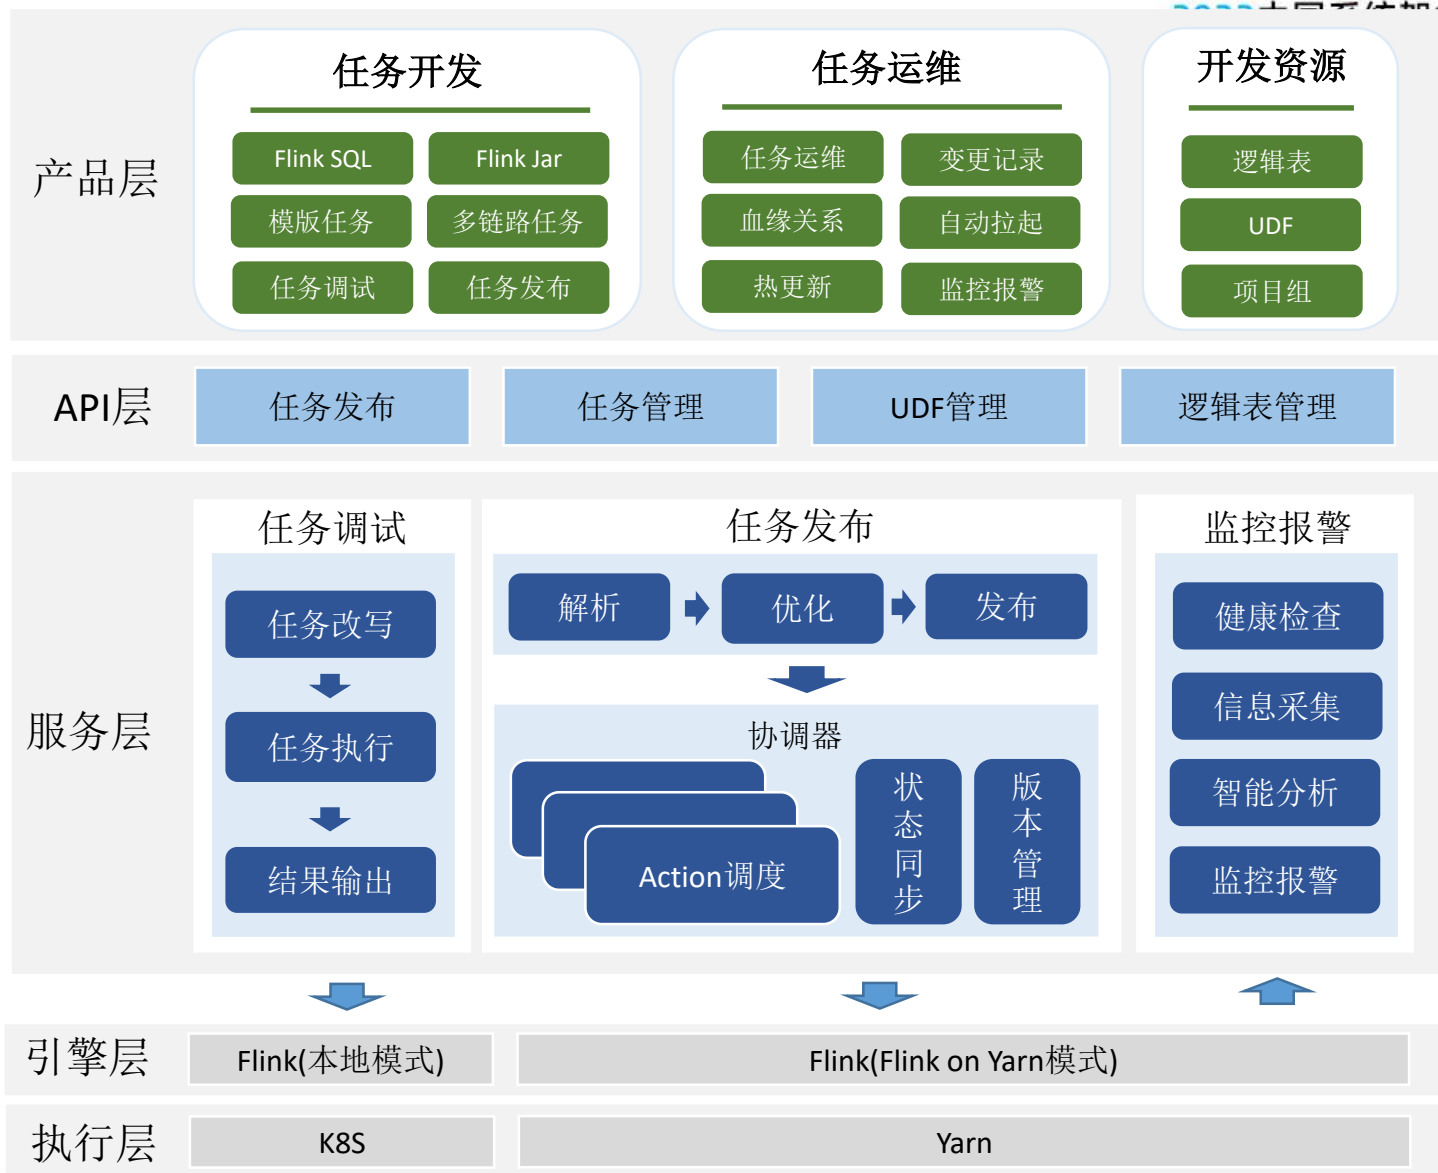 任务开发
任务运维
开发资源
产品层
Flink SQL
Flink Jar
模版任务
多链路任务
任务调试
任务发布
任务运维
变更记录
血缘关系
自动拉起
热更新
监控报警
逻辑表
UDF
项目组
API层
任务发布
任务管理
UDF管理
逻辑表管理
服务层
任务调试
任务改写
任务执行
结果输出
任务发布
解析
优化
发布
协调器
Action调度
状态同步
版本管理
监控报警
健康检查
信息采集
智能分析
监控报警
引擎层
Flink(本地模式)
Flink(Flink on Yarn模式)
执行层
K8S
Yarn